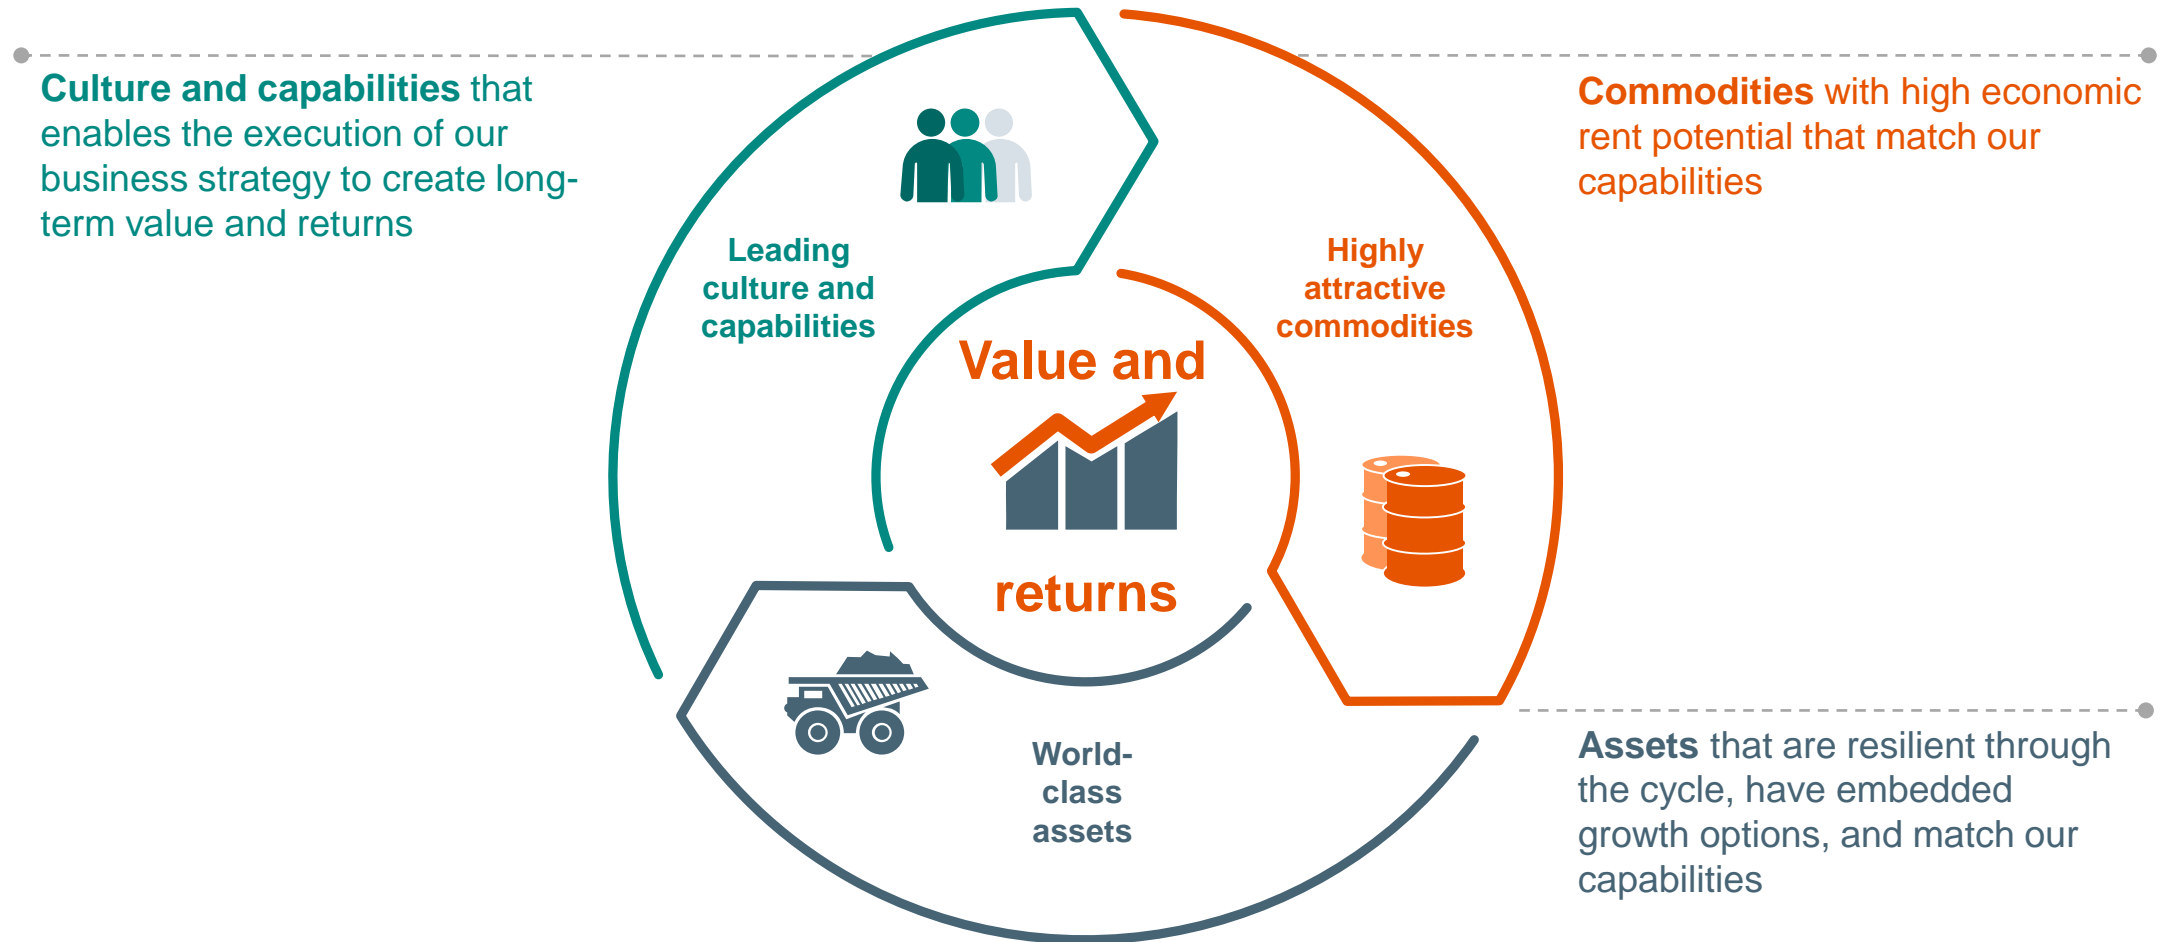 Culture and capabilities that
enables the execution of our
business strategy to create long-
term value and returns
Leading
culture and
capabilities
Value and
returns
Highly
attractive
commodities
Commodities with high economic
rent potential that match our
capabilities
World-
class
assets
Assets that are resilient through
the cycle, have embedded
growth options, and match our
capabilities